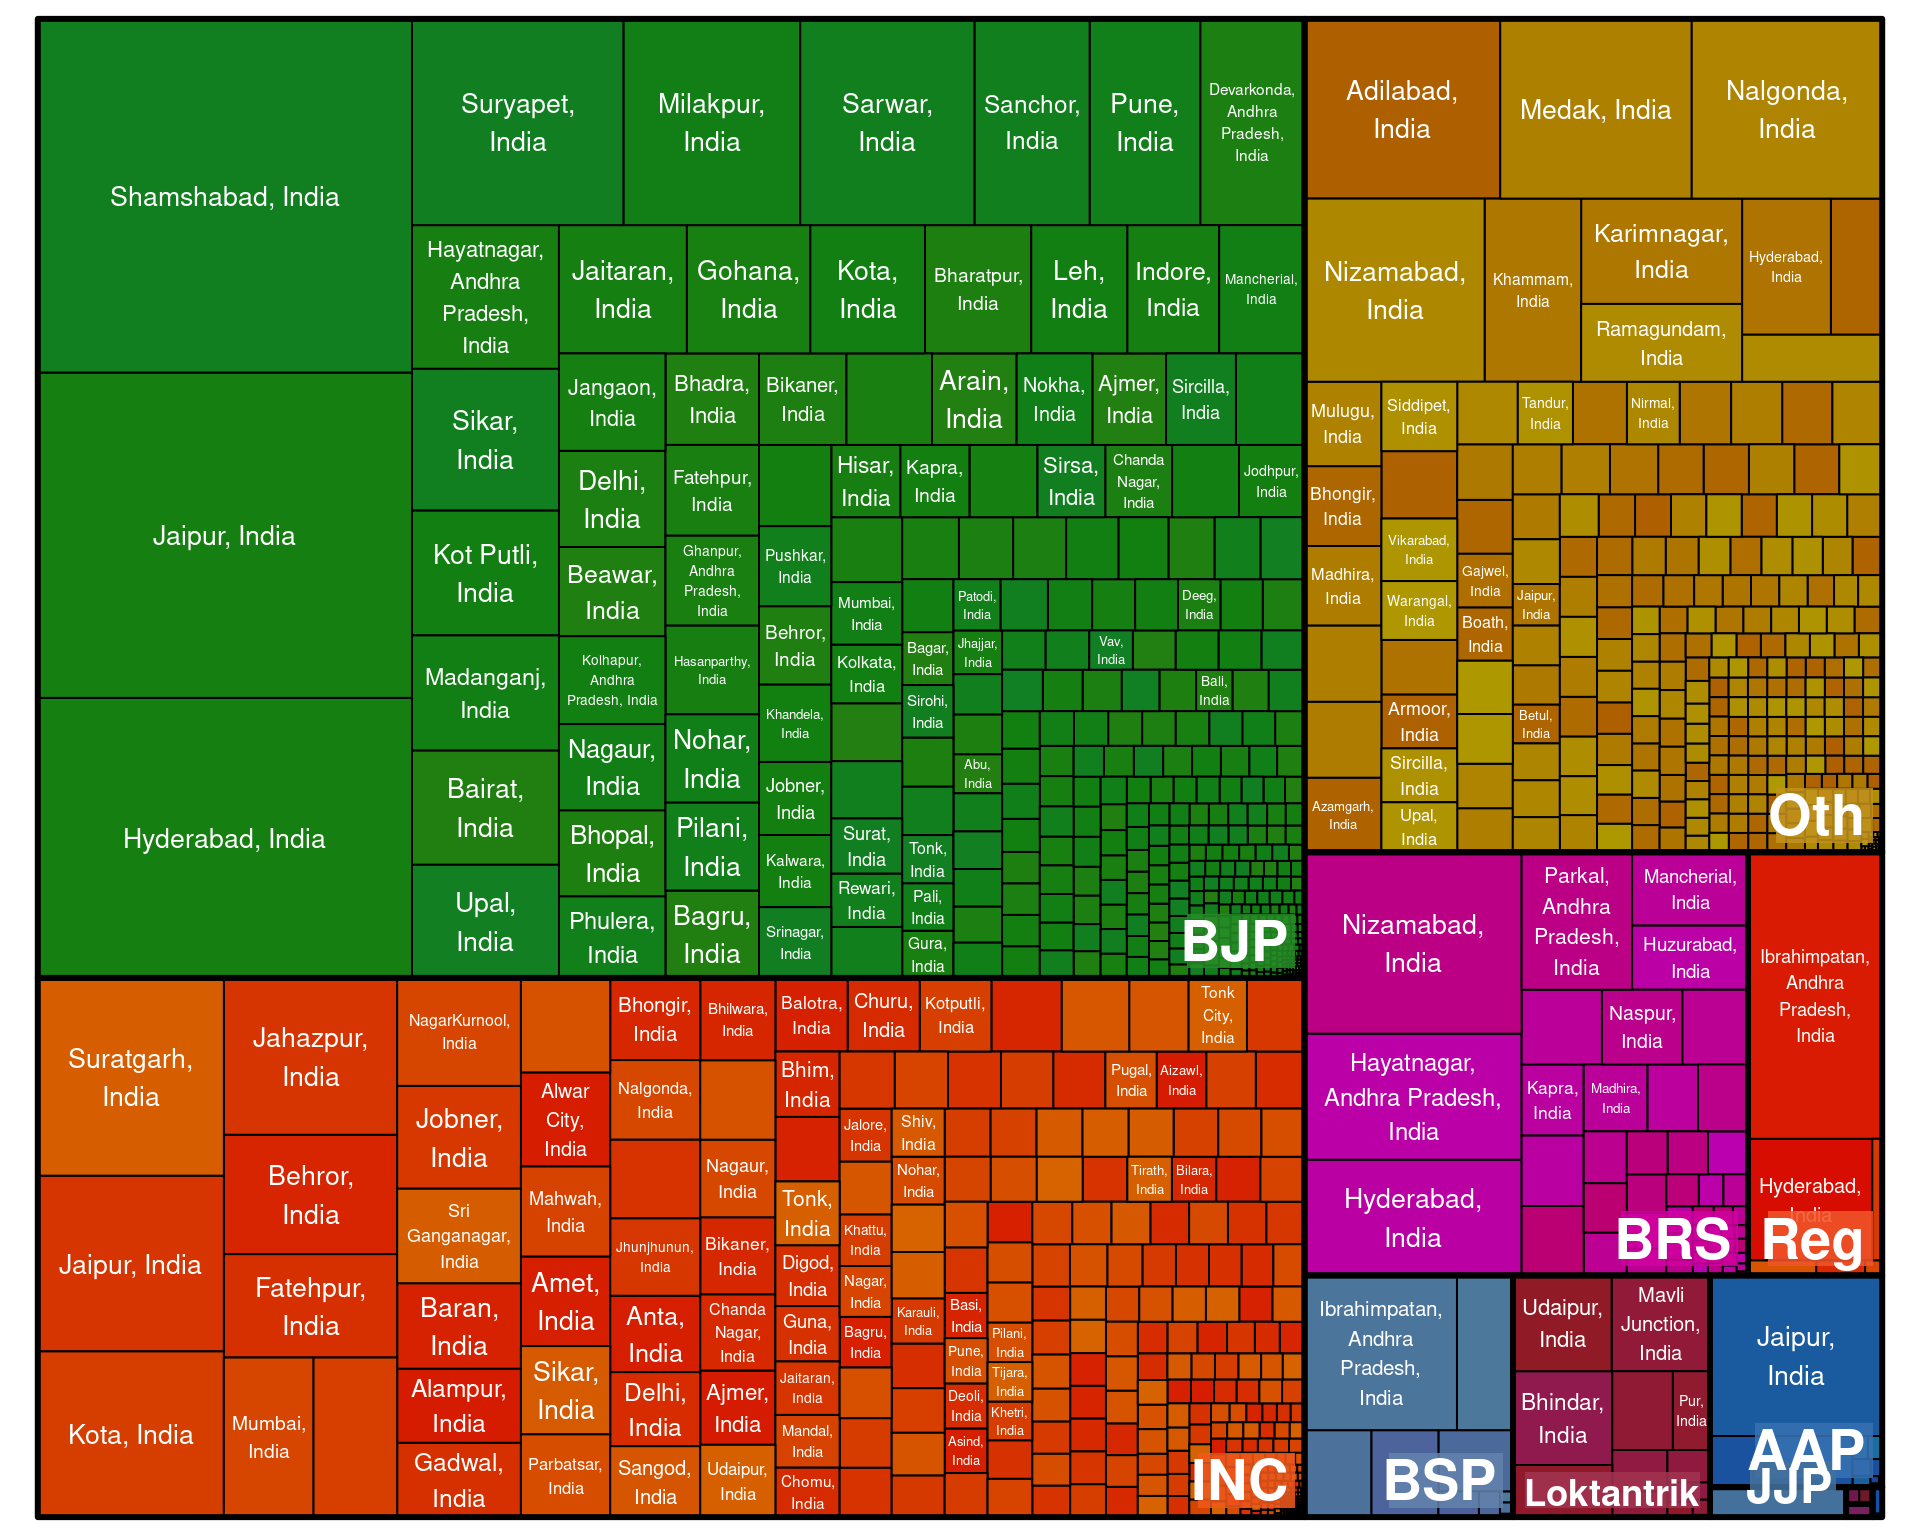 Shamshabad, India
Jaipur, India
Hyderabad, India
Suryapet,
India
Milakpur,
India
Sarwar,
India
Sanchor,
India
Pune,
India
Devarkonda,
Andhra
Pradesh,
India
Hayatnagar,
Andhra
Pradesh,
India
Jaitaran,
India
Gohana,
India
Kota,
India
Bharatpur,
India
Leh,
India
Indore,
India
Mancherial,
India
Sikar,
India
Kot Putli,
India
Madanganj,
India
Bairat,
India
Upal,
India
Jangaon,
India
Delhi,
India
Beawar,
India
Kolhapur,
Andhra
Pradesh, India
Nagaur,
India
Bhopal,
India
Phulera,
India
Bhadra,
India
Fatehpur,
India
Ghanpur,
Andhra
Pradesh,
India
Hasanparthy,
India
Nohar,
India
Pilani,
India
Bagru,
India
Bikaner,
India
Arain,
India
Nokha,
India
Ajmer,
India
Sircilla,
India
Pushkar,
India
Behror,
India
Khandela,
India
Jobner,
India
Kalwara,
India
Srinagar,
India
Hisar,
India
Kapra,
India
Sirsa,
India
Chanda
Nagar,
India
Jodhpur,
India
Mumbai,
India
Kolkata,
India
Surat,
India
Rewari,
India
Bagar,
India
Sirohi,
India
Tonk,
India
Pali,
India
Gura,
India
Patodi,
India
Jhajjar,
India
Abu,
India
Deeg,
India
Vav,
India
Bali,
India
BJP
Adilabad,
India
Medak, India
Nalgonda,
India
Nizamabad,
India
Khammam,
India
Karimnagar,
India
Ramagundam,
India
Hyderabad,
India
Mulugu,
India
Bhongir,
India
Madhira,
India
Azamgarh,
India
Siddipet,
India
Vikarabad,
India
Warangal,
India
Armoor,
India
Sircilla,
India
Upal,
India
Tandur,
India
Nirmal,
India
Gajwel,
India
Boath,
India
Jaipur,
India
Betul,
India
Oth
Suratgarh,
India
Jaipur, India
Kota, India
Jahazpur,
India
Behror,
India
Fatehpur,
India
Mumbai,
India
NagarKurnool,
India
Jobner,
India
Sri
Ganganagar,
India
Baran,
India
Alampur,
India
Gadwal,
India
Alwar
City,
India
Mahwah,
India
Amet,
India
Sikar,
India
Parbatsar,
India
Bhongir,
India
Nalgonda,
India
Jhunjhunun,
India
Anta,
India
Delhi,
India
Sangod,
India
Bhilwara,
India
Nagaur,
India
Bikaner,
India
Chanda
Nagar,
India
Ajmer,
India
Udaipur,
India
Balotra,
India
Churu,
India
Kotputli,
India
Tonk
City,
India
Bhim,
India
Tonk,
India
Digod,
India
Guna,
India
Jaitaran,
India
Mandal,
India
Chomu,
India
Pugal,
India
Aizawl,
India
Jalore,
India
Khattu,
India
Nagar,
India
Bagru,
India
Shiv,
India
Nohar,
India
Karauli,
India
Tirath,
India
Bilara,
India
Basi,
India
Pune,
India
Deoli,
India
Asind,
India
Pilani,
India
Tijara,
India
Khetri,
India
INC
Nizamabad,
India
Hayatnagar,
Andhra Pradesh,
India
Hyderabad,
India
Parkal,
Andhra
Pradesh,
India
Mancherial,
India
Huzurabad,
India
Naspur,
India
Kapra,
India
Madhira,
India
BRS
Ibrahimpatan,
Andhra
Pradesh,
India
Hyderabad,
India
Reg
Ibrahimpatan,
Andhra
Pradesh,
India
BSP
Udaipur,
India
Mavli
Junction,
India
Bhindar,
India
Pur,
India
Loktantrik
Jaipur,
India
AAP
JJP